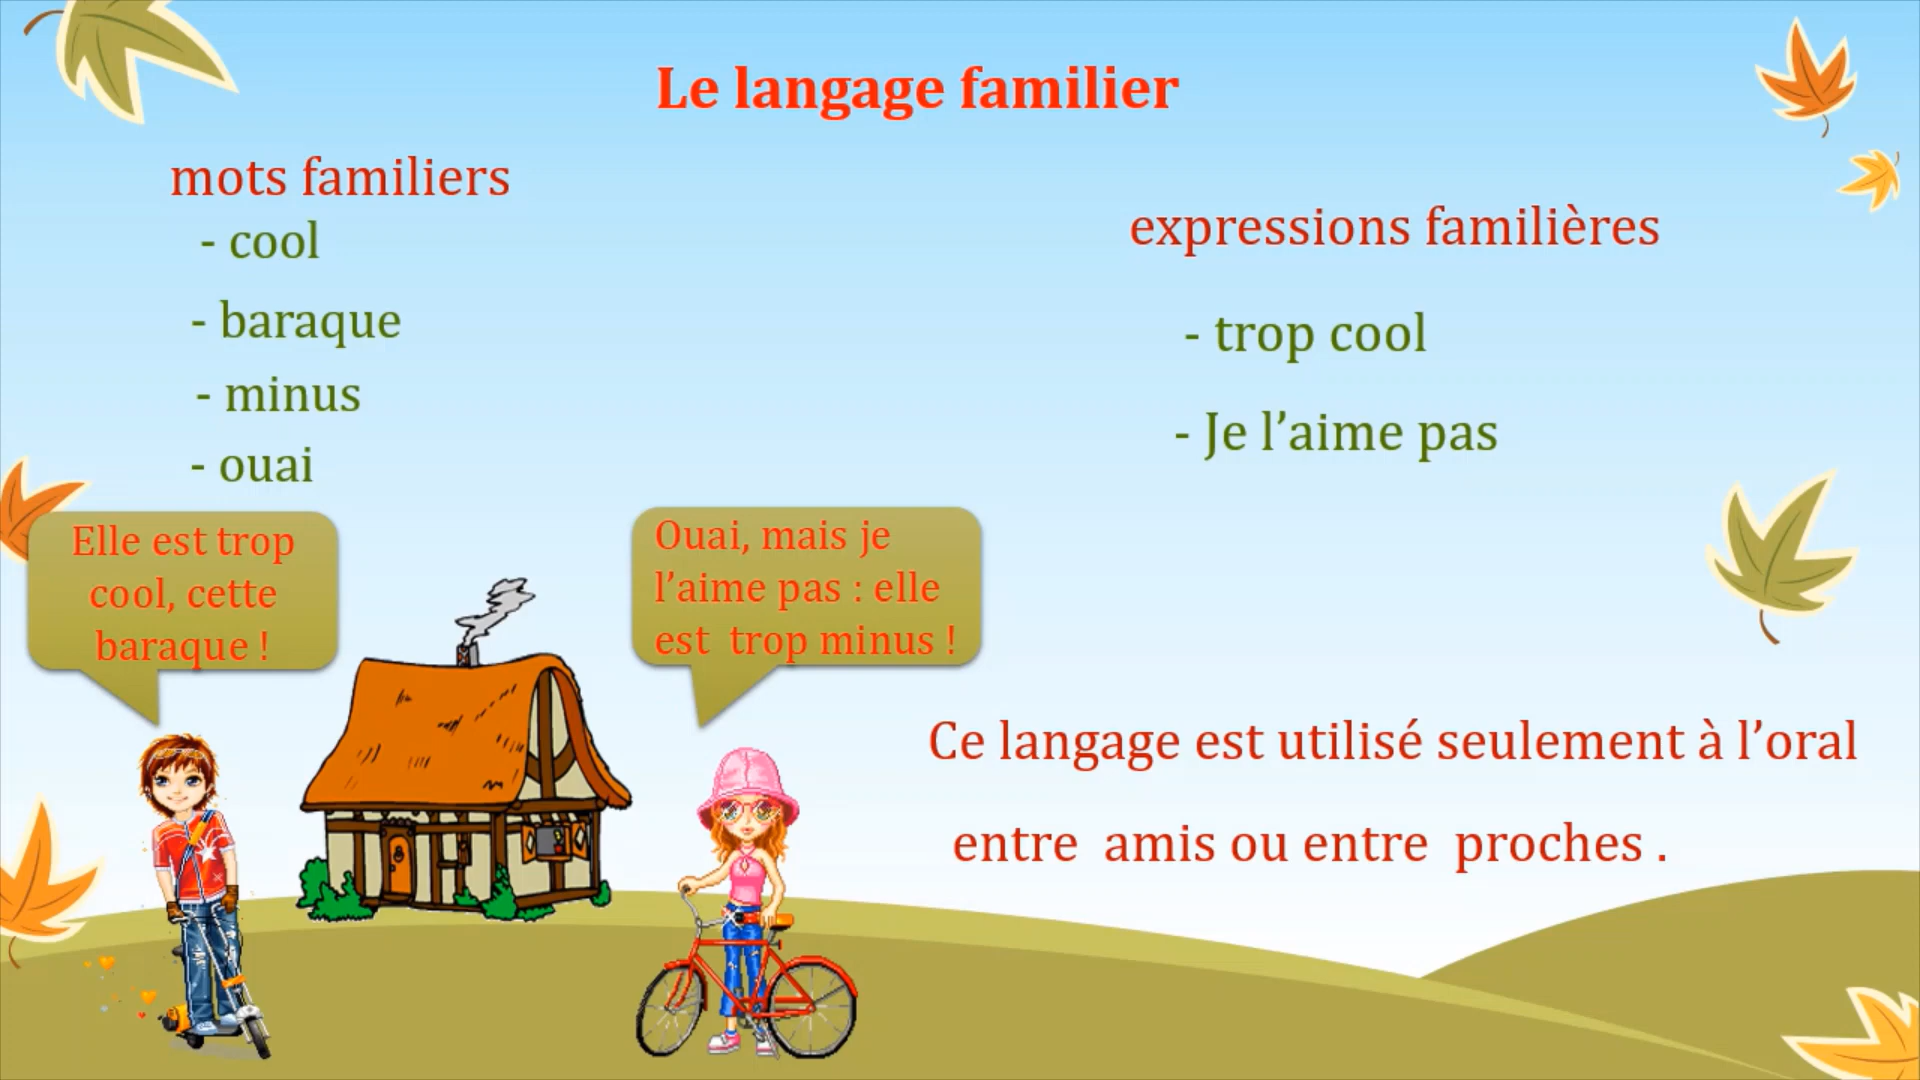 Le langage familier
mots familiers
- cool
- baraque
- minus
- ouai
expressions familières
- trop cool
- Je l’aime pas
Elle est trop
cool, cette
baraque !
Ouai, mais je
l’aime pas : elle
est trop minus !
Ce langage est utilisé seulement à l’oral
entre amis ou entre proches .